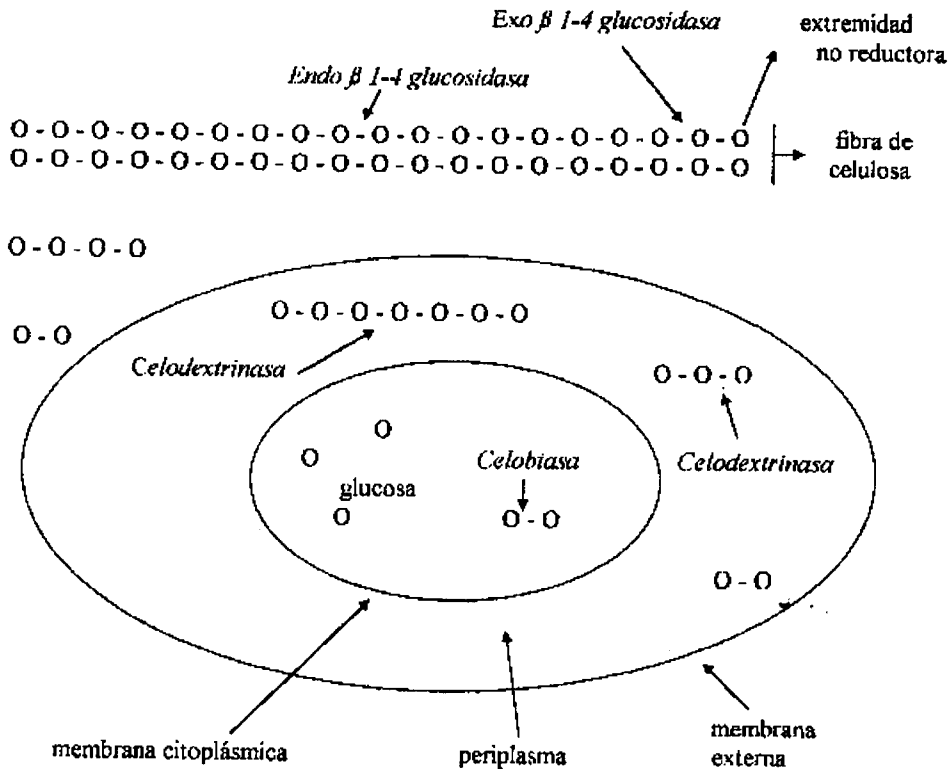 Exo β 1-4 glucosidasa
extremidad
no reductora
Endo β 1-4 glucosidasa
O - O - O - O - O - O - O - O - O - O - O - O - O - O - O - O - O - O - O
O - O - O - O - O - O - O - O - O - O - O - O - O - O - O - O - O - O - O
fibra de
celulosa
O - O - O - O
O - O - O - O - O - O - O
O - O
Celodextrinasa
O - O - O
O
Celobiasa
Celodextrinasa
O
glucosa
O
O - O
O - O
membrana citoplásmica
periplasma
membrana
externa